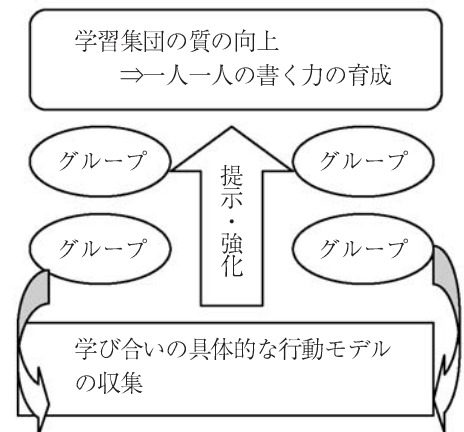 学習集団の質の向上
⇒一人一人の書く力の育成
グループ
グループ
提示・強化
グループ
グループ
学び合いの具体的な行動モデル
の収集